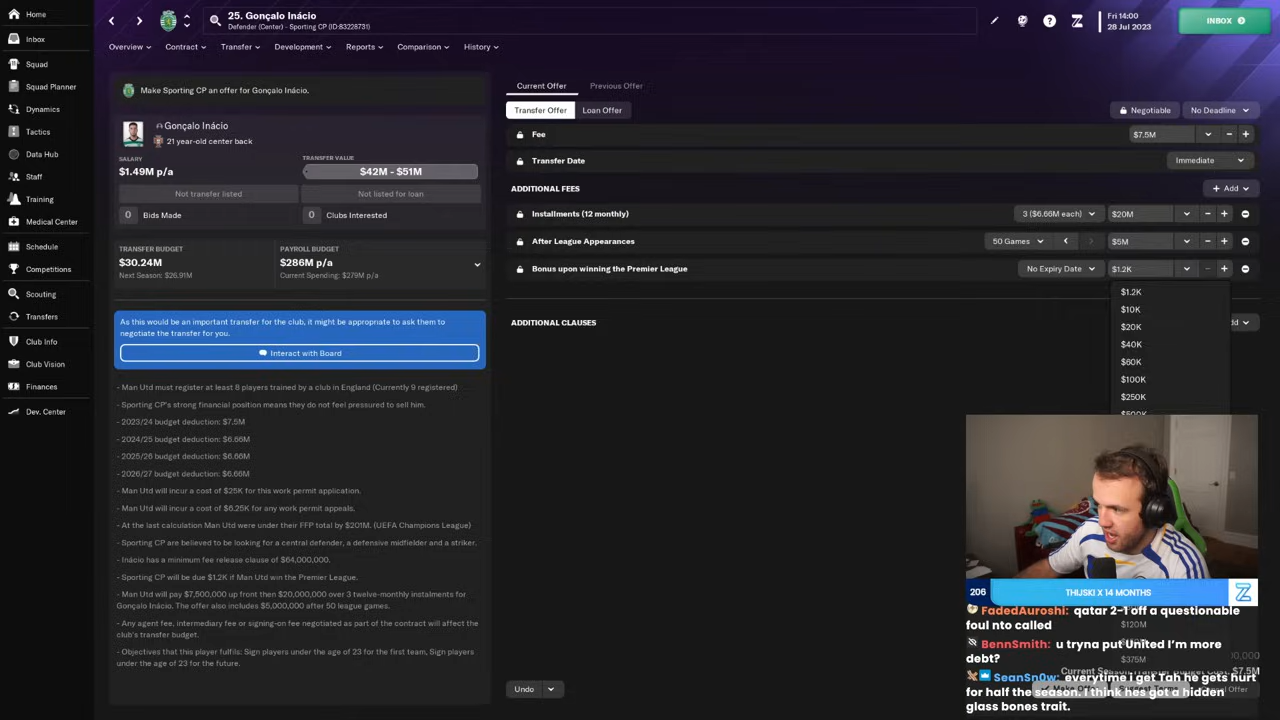 Home
Inbox
Squad
Squad Planner
Dynamics
Tactics
Data Hub
Staff
Training
Medical Center
Schedule
Competitions
Scouting
Transfers
Club Info
Club Vision
Finances
Dev. Center
25. Gonçalo Inácio
Defender (Center) - Sporting CP (ID:83228731)
Fri 14:00
28 Jul 2023
INBOX
Overview
Contract
Transfer
Development
Reports
Comparison
History
Make Sporting CP an offer for Gonçalo Inácio.
Gonçalo Inácio
21 year-old center back
SALARY
$1.49M p/a
TRANSFER VALUE
$42M - $51M
Not transfer listed
Not listed for loan
0 Bids Made
0 Clubs Interested
TRANSFER BUDGET
$30.24M
Next Season: $26.91M
PAYROLL BUDGET
$286M p/a
Current Spending: $279M p/a
As this would be an important transfer for the club, it might be appropriate to ask them to
negotiate the transfer for you.
Interact with Board
- Man Utd must register at least 8 players trained by a club in England (Currently 9 registered)
- Sporting CP's strong financial position means they do not feel pressured to sell him.
- 2023/24 budget deduction: $7.5M
- 2024/25 budget deduction: $6.66M
- 2025/26 budget deduction: $6.66M
- 2026/27 budget deduction: $6.66M
- Man Utd will incur a cost of $25K for this work permit application.
- Man Utd will incur a cost of $6.25K for any work permit appeals.
- At the last calculation Man Utd were under their FFP total by $201M. (UEFA Champions League)
- Sporting CP are believed to be looking for a central defender, a defensive midfielder and a striker.
- Inácio has a minimum fee release clause of $64,000,000.
- Sporting CP will be due $1.2K if Man Utd win the Premier League.
- Man Utd will pay $7,500,000 up front then $20,000,000 over 3 twelve-monthly instalments for
Gonçalo Inácio. The offer also includes $5,000,000 after 50 league games.
- Any agent fee, intermediary fee or signing-on fee negotiated as part of the contract will affect the
club's transfer budget.
- Objectives that this player fulfils: Sign players under the age of 23 for the first team, Sign players
under the age of 23 for the future.
Current Offer
Previous Offer
Transfer Offer
Loan Offer
Negotiable
No Deadline
Fee
$7.5M
Transfer Date
Immediate
ADDITIONAL FEES
Add
Installments (12 monthly)
3 ($6.66M each)
$20M
After League Appearances
50 Games
$5M
Bonus upon winning the Premier League
No Expiry Date
$1.2K
$1.2K
$10K
$20K
$40K
$60K
$100K
$250K
$500K
ADDITIONAL CLAUSES
Undo
206
THIJSKI X 14 MONTHS
FadedAuroshi: qatar 2-1 off a questionable
foul nto called
$120M
BennSmith: u tryna put United I'm more
debt?
$375M
$7.5M
SeanSn0w: everytime I get Tah he gets hurt
for half the season. I think hes got a hidden
glass bones trait.